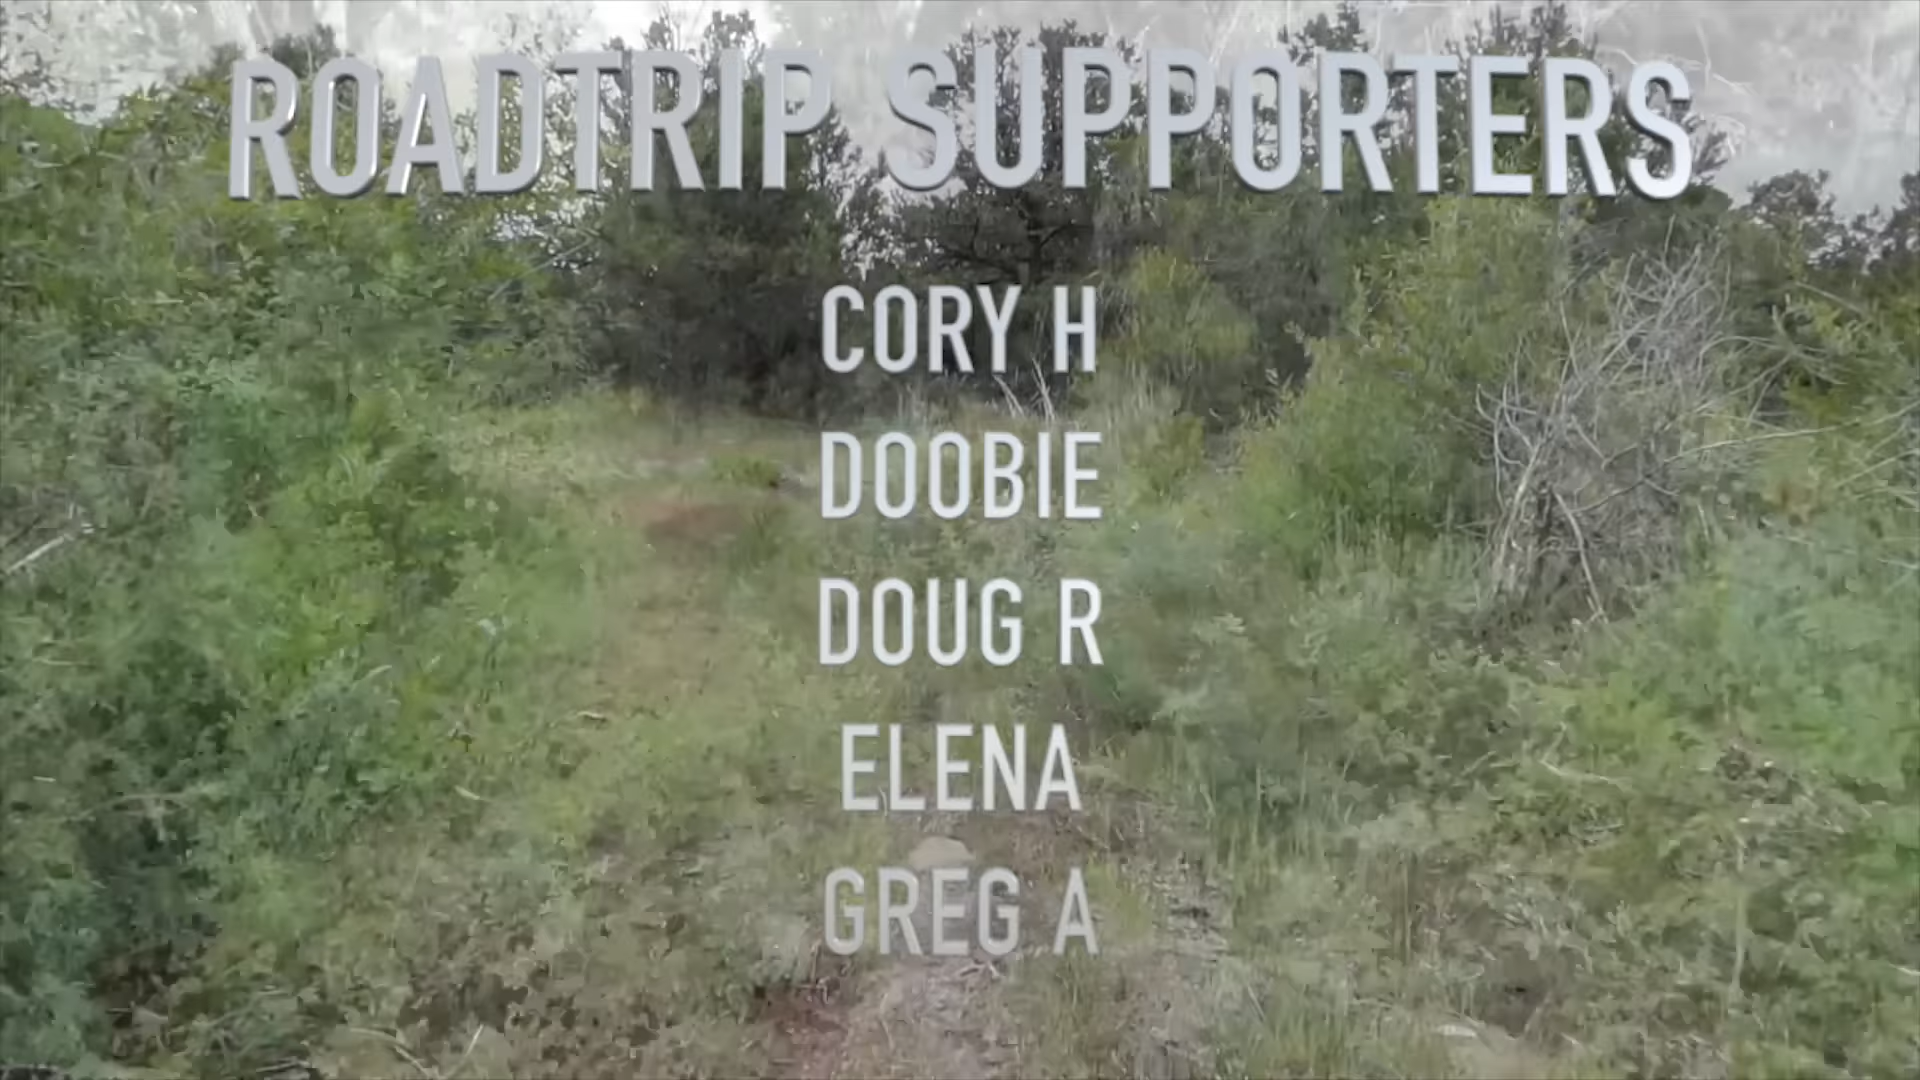 ROADTRIP SUPPORTERS
CORY H
DOOBIE
DOUG R
ELENA
GREG A